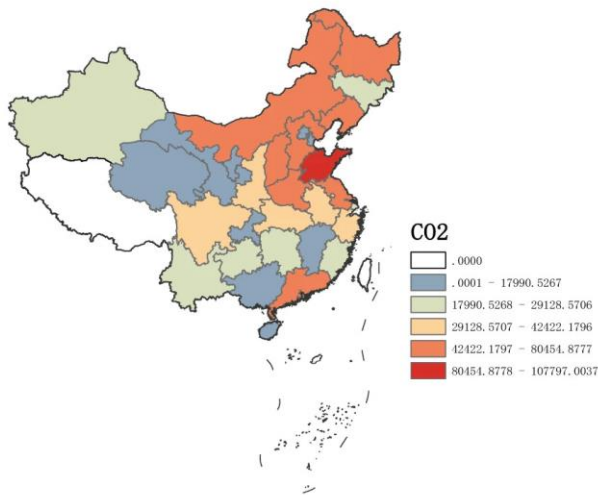 CO2
.0000
.0001 - 17990.5267
17990.5268 - 29128.5706
29128.5707 - 42422.1796
42422.1797 - 80454.8777
80454.8778 - 107797.0037